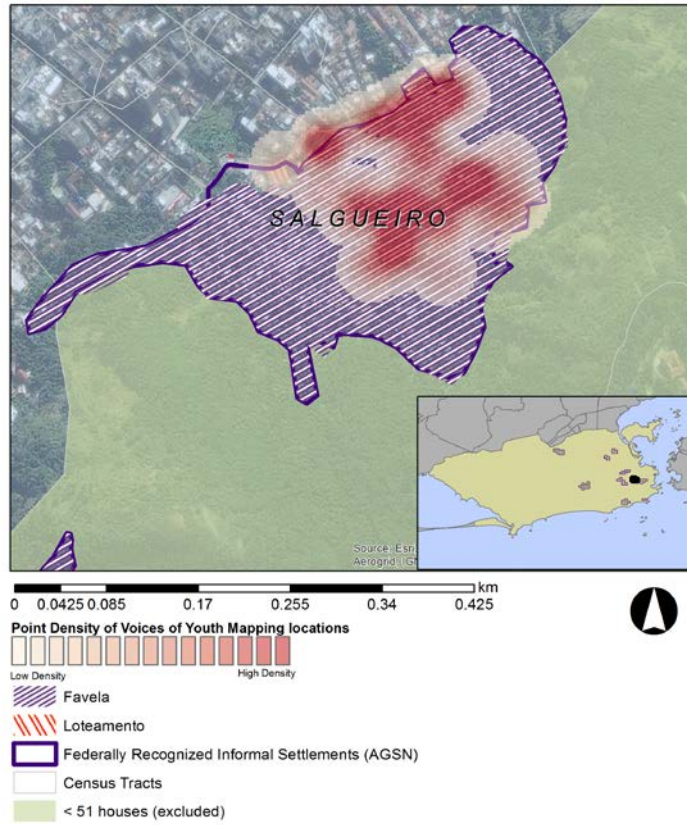 SALGUEIRO
Source: Esri
Aerogrid, IG
km
0 0.0425 0.085 0.17 0.255 0.34 0.425
Point Density of Voices of Youth Mapping locations
Low Density High Density
Favela
Loteamento
Federally Recognized Informal Settlements (AGSN)
Census Tracts
< 51 houses (excluded)